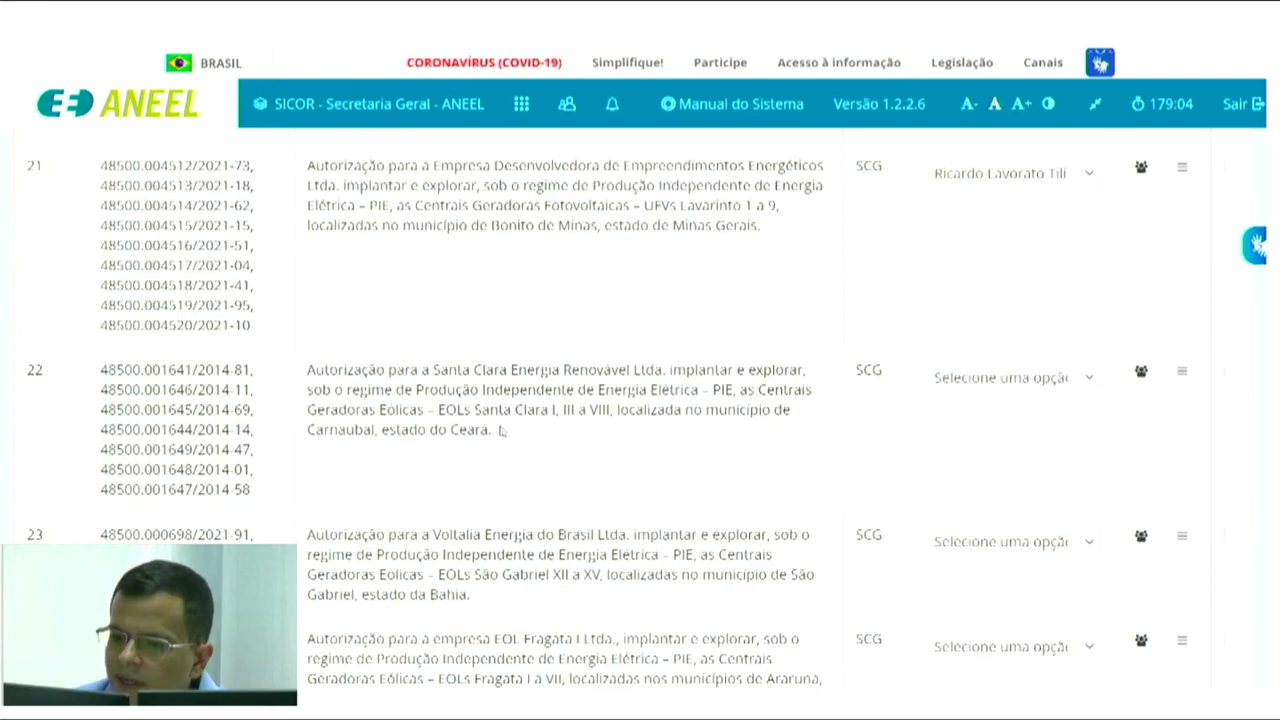 BRASIL
CORONAVÍRUS (COVID-19) Simplifique! Participe Acesso à informação Legislação Canais
ANEEL
SICOR - Secretaria Geral - ANEEL Manual do Sistema Versão 1.2.2.6 A- A A+ 179:04 Sair
21
48500.004512/2021-73,
48500.004513/2021-18,
48500.004514/2021-62,
48500.004515/2021-15,
48500.004516/2021-51,
48500.004517/2021-04,
48500.004518/2021-41,
48500.004519/2021-95,
48500.004520/2021-10
Autorização para a Empresa Desenvolvedora de Empreendimentos Energéticos
Ltda. implantar e explorar, sob o regime de Produção Independente de Energia
Elétrica – PIE, as Centrais Geradoras Fotovoltaicas – UFVs Lavarinto 1 a 9,
localizadas no município de Bonito de Minas, estado de Minas Gerais.
SCG
Ricardo Lavorato Tili
22
48500.001641/2014-81,
48500.001646/2014-11,
48500.001645/2014-69,
48500.001644/2014-14,
48500.001649/2014-47,
48500.001648/2014-01,
48500.001647/2014-58
Autorização para a Santa Clara Energia Renovável Ltda. implantar e explorar,
sob o regime de Produção Independente de Energia Elétrica – PIE, as Centrais
Geradoras Eólicas – EOLs Santa Clara I, III a VIII, localizada no município de
Carnaubal, estado do Ceará.
SCG
Selecione uma opçã
23
48500.000698/2021-91,
Autorização para a Voltalia Energia do Brasil Ltda. implantar e explorar, sob o
regime de Produção Independente de Energia Elétrica – PIE, as Centrais
Geradoras Eólicas – EOLs São Gabriel XII a XV, localizadas no município de São
Gabriel, estado da Bahia.
SCG
Selecione uma opçã
Autorização para a empresa EOL Fragata I Ltda., implantar e explorar, sob o
regime de Produção Independente de Energia Elétrica – PIE, as Centrais
Geradoras Eólicas – EOLs Fragata I a VII, localizadas nos municípios de Araruna,
SCG
Selecione uma opçã